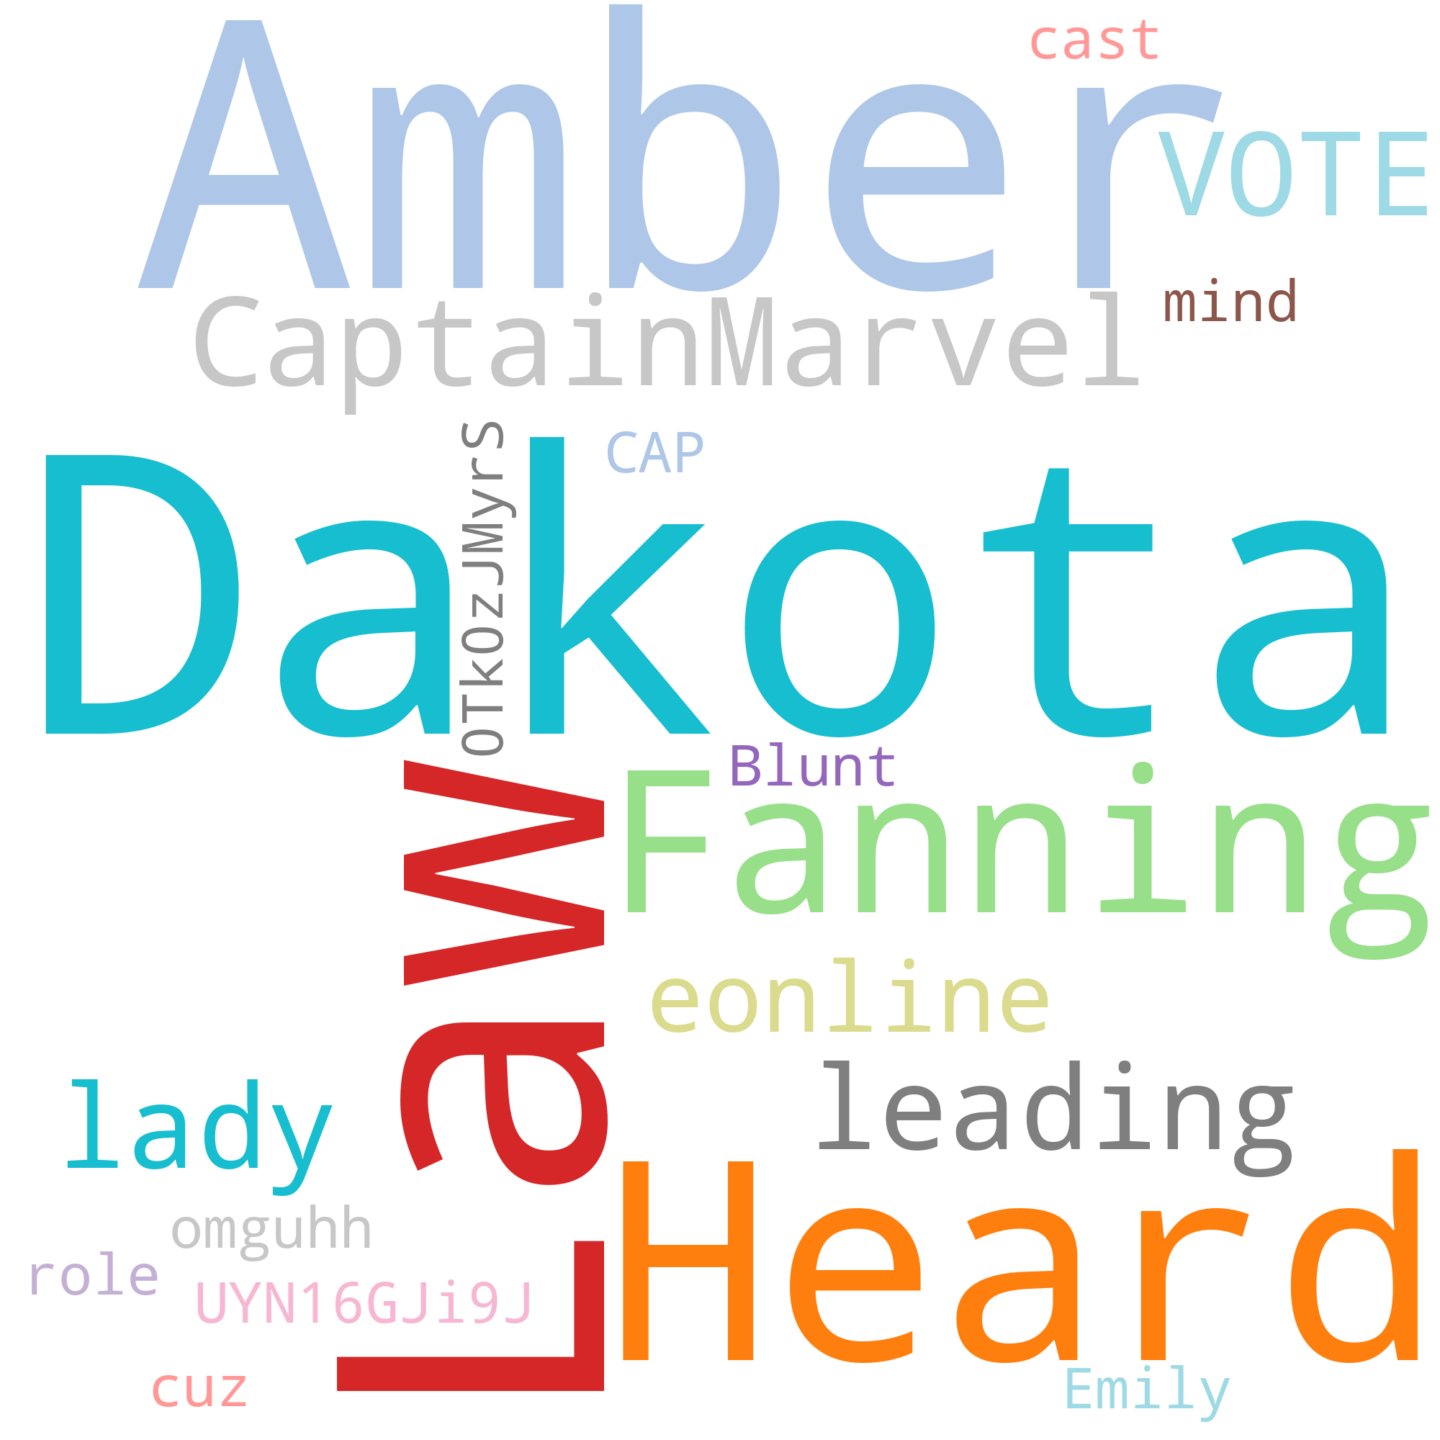 cast
Amber
VOTE
mind
CaptainMarvel
CAP
OTkOzJMyrS
Dakota
Blunt
Fanning
Law
eonline
leading
lady
Heard
omguhh
role
UYN16GJi9J
cuz
Emily